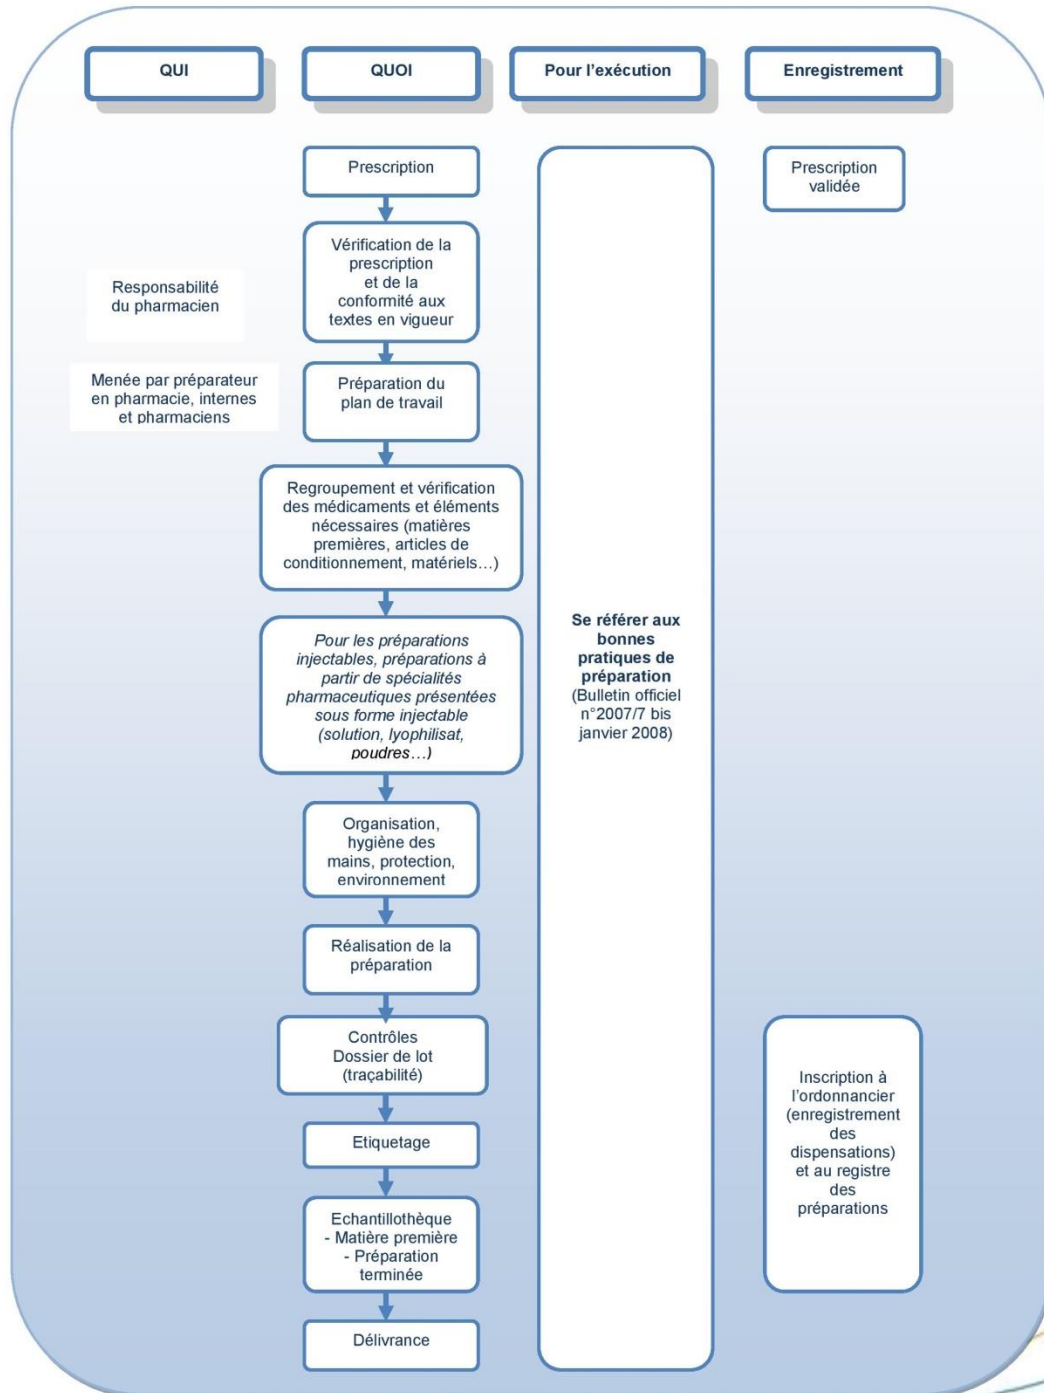 QUI
QUOI
Pour l'exécution
Enregistrement
Prescription
Prescription
validée
Vérification de la
prescription
et de la
conformité aux
textes en vigueur
Responsabilité
du pharmacien
Menée par préparateur
en pharmacie, internes
et pharmaciens
Préparation du
plan de travail
Regroupement et vérification
des médicaments et éléments
nécessaires (matières
premières, articles de
conditionnement, matériels…)
Pour les préparations
injectables, préparations à
partir de spécialités
pharmaceutiques présentées
sous forme injectable
(solution, lyophilisat,
poudres…)
Se référer aux
bonnes
pratiques de
préparation
(Bulletin officiel
n°2007/7 bis
janvier 2008)
Organisation,
hygiène des
mains, protection,
environnement
Réalisation de la
préparation
Contrôles
Dossier de lot
(traçabilité)
Etiquetage
Echantillothèque
- Matière première
- Préparation
terminée
Délivrance
Inscription à
l'ordonnancier
(enregistrement
des
dispensations)
et au registre
des
préparations